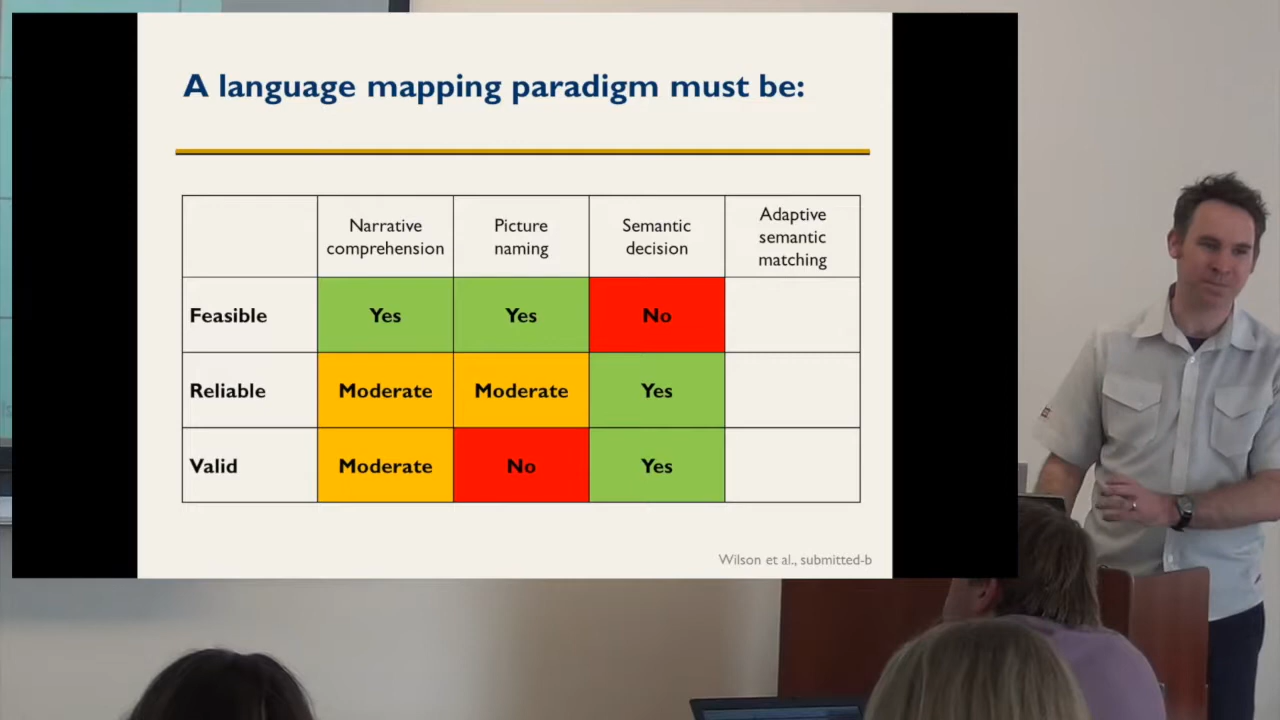 A language mapping paradigm must be:
Narrative
comprehension
Picture
naming
Semantic
decision
Adaptive
semantic
matching
Feasible
Yes
Yes
No
Reliable
Moderate
Moderate
Yes
Valid
Moderate
No
Yes
Wilson et al., submitted-b